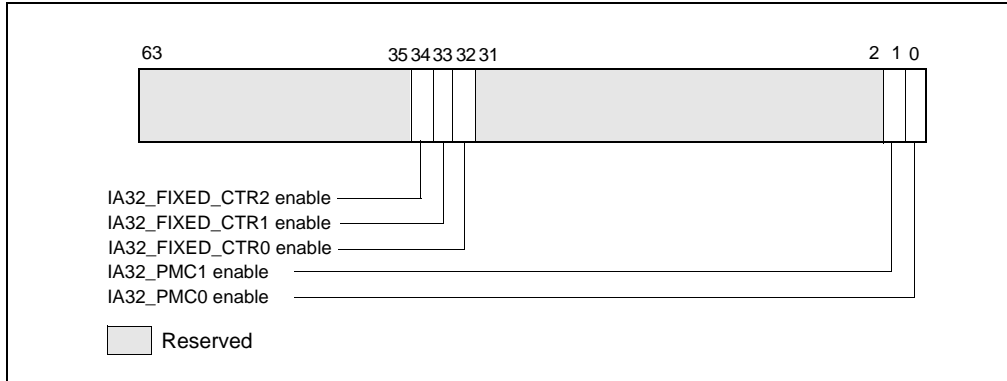 63 35 34 33 32 31 2 1 0
IA32_FIXED_CTR2 enable
IA32_FIXED_CTR1 enable
IA32_FIXED_CTR0 enable
IA32_PMC1 enable
IA32_PMC0 enable
Reserved